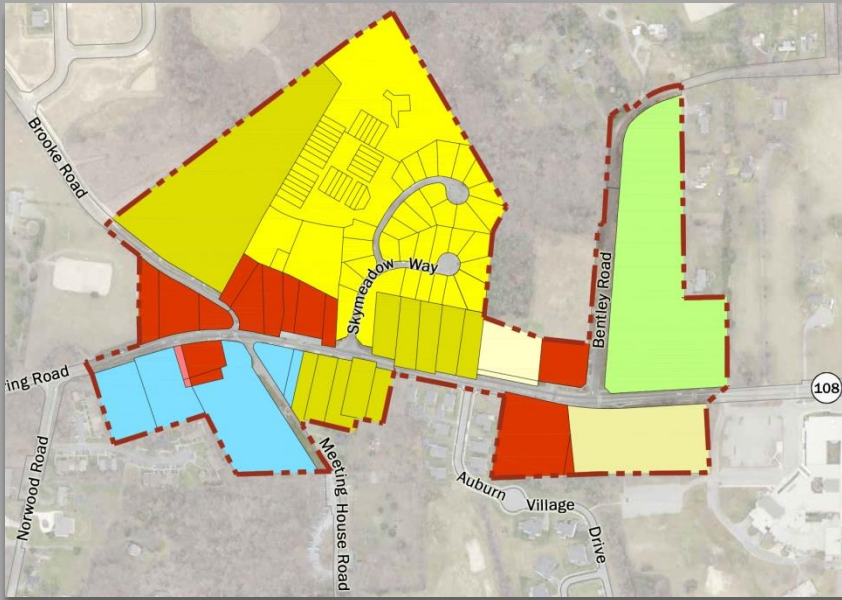 Brooke Road
Skymeadow Way
Bentley Road
ring Road
108
Norwood Road
Meeting House Road
Auburn Village Drive